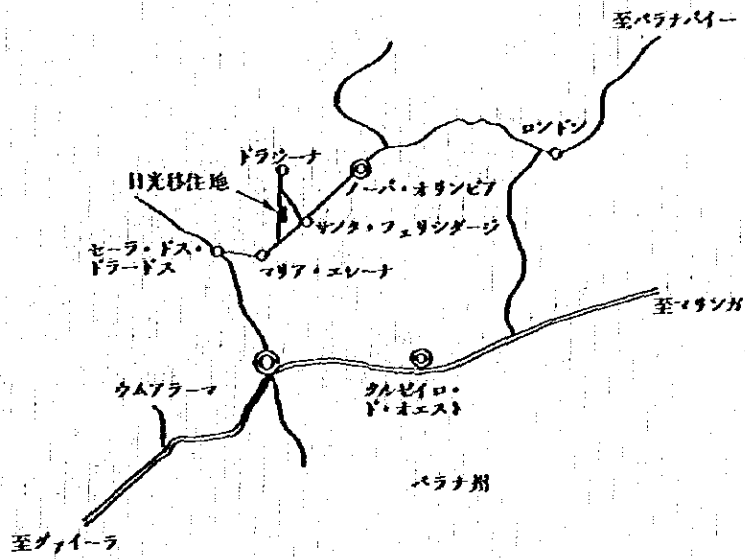 至パラナバイー
ロンドン
ドラジーナ
日光移住地
ノーバ・オリンピア
サンタ・フェリシダージ
セーラ・ドス・
ドラードス
マリア・エレーナ
至マリンガ
ウムアラーマ
クルゼイロ・
ド・オエスト
パラナ州
至グァイーラ